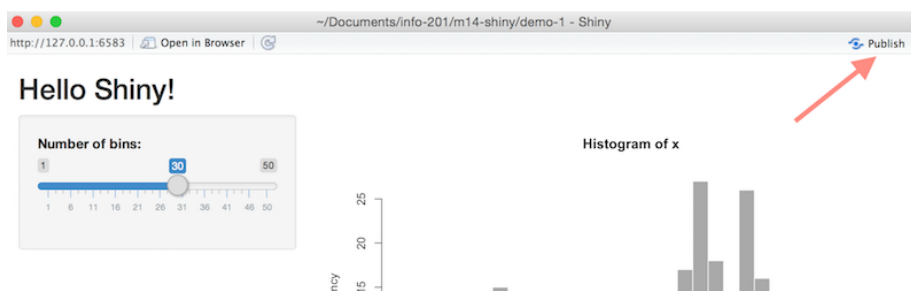 ~/Documents/info-201/m14-shiny/demo-1 - Shiny
http://127.0.0.1:6583 Open in Browser Publish
Hello Shiny!
Number of bins:
1 30 50
1 6 11 16 21 26 31 36 41 46 50
Histogram of x
25
20
15
ncy